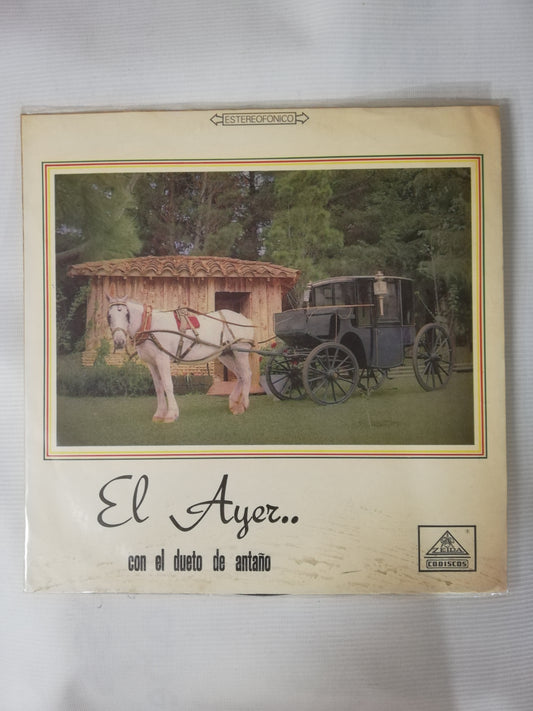 ESTEREOFONICO
El Ayer..
con el dueto de antaño
ZEIDA
®
CODISCOS